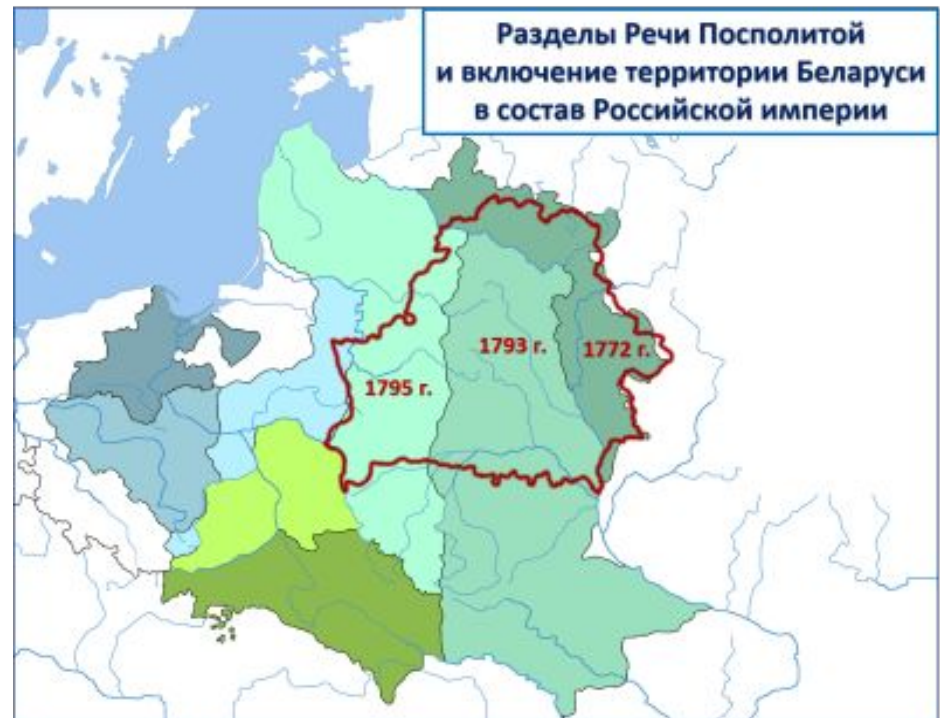 Разделы Речи Посполитой
и включение территории Беларуси
в состав Российской империи
1793 г.
1772 г.
1795 г.